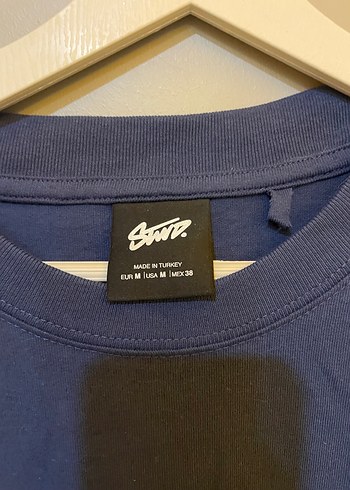 STWD.
MADE IN TURKEY
EUR M | USA M | MEX 38